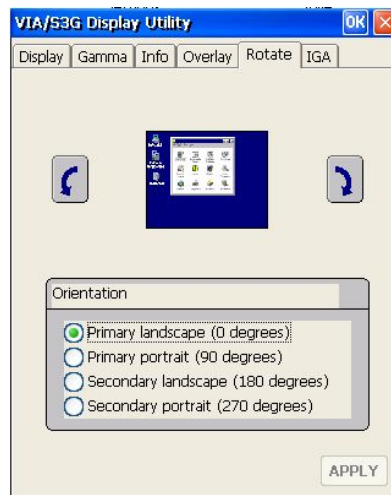 VIA/S3G Display Utility OK
Display Gamma Info Overlay Rotate IGA
Orientation
Primary landscape (0 degrees)
Primary portrait (90 degrees)
Secondary landscape (180 degrees)
Secondary portrait (270 degrees)
APPLY